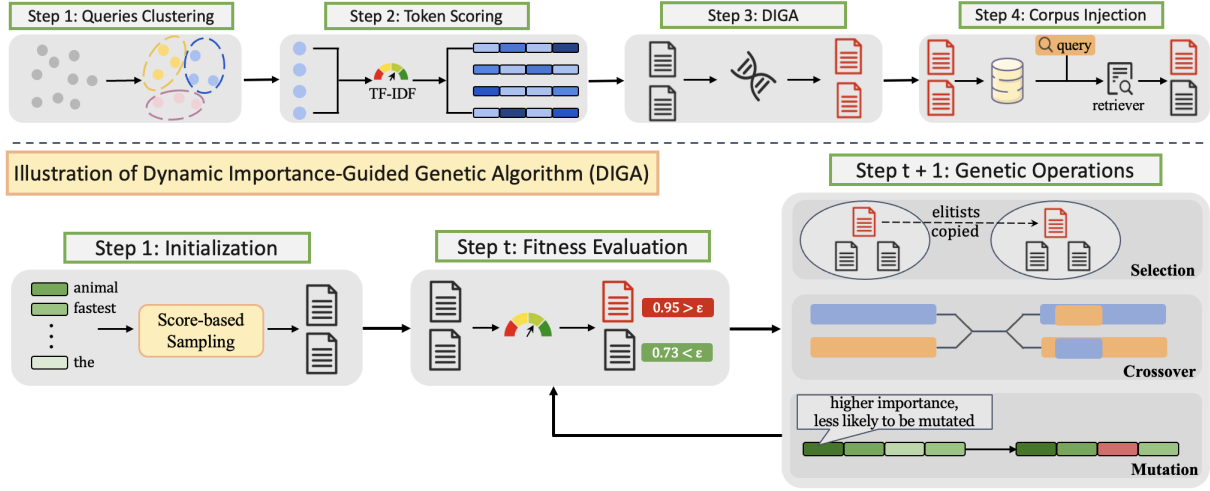 Step 1: Queries Clustering
Step 2: Token Scoring
Step 3: DIGA
Step 4: Corpus Injection
TF-IDF
query
retriever
Illustration of Dynamic Importance-Guided Genetic Algorithm (DIGA)
Step 1: Initialization
animal
fastest
the
Score-based
Sampling
Step t: Fitness Evaluation
0.95 > ε
0.73 < ε
Step t + 1: Genetic Operations
elitists
copied
Selection
Crossover
higher importance,
less likely to be mutated
Mutation